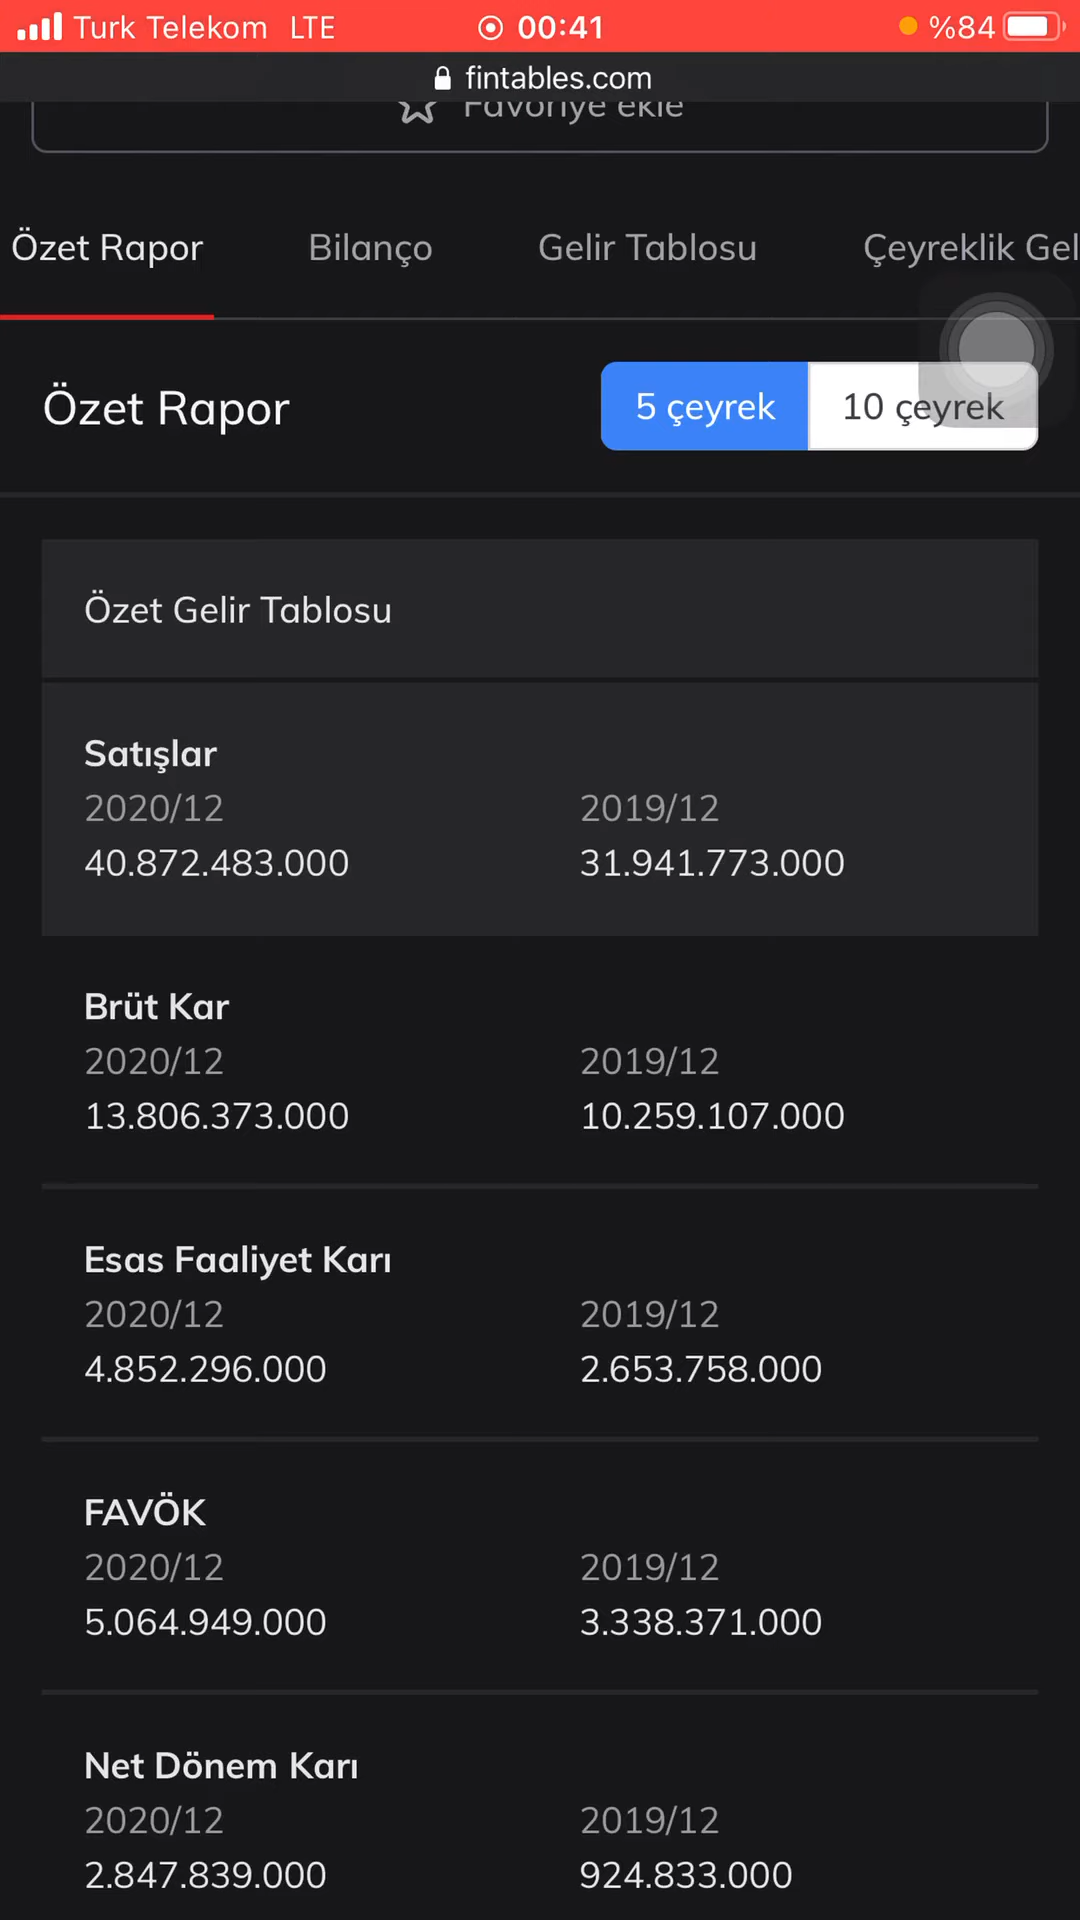 Turk Telekom LTE 00:41 %84
fintables.com
Favoriye ekle
Özet Rapor Bilanço Gelir Tablosu Çeyreklik Gel
Özet Rapor 5 çeyrek 10 çeyrek
Özet Gelir Tablosu
Satışlar
2020/12 2019/12
40.872.483.000 31.941.773.000
Brüt Kar
2020/12 2019/12
13.806.373.000 10.259.107.000
Esas Faaliyet Karı
2020/12 2019/12
4.852.296.000 2.653.758.000
FAVÖK
2020/12 2019/12
5.064.949.000 3.338.371.000
Net Dönem Karı
2020/12 2019/12
2.847.839.000 924.833.000